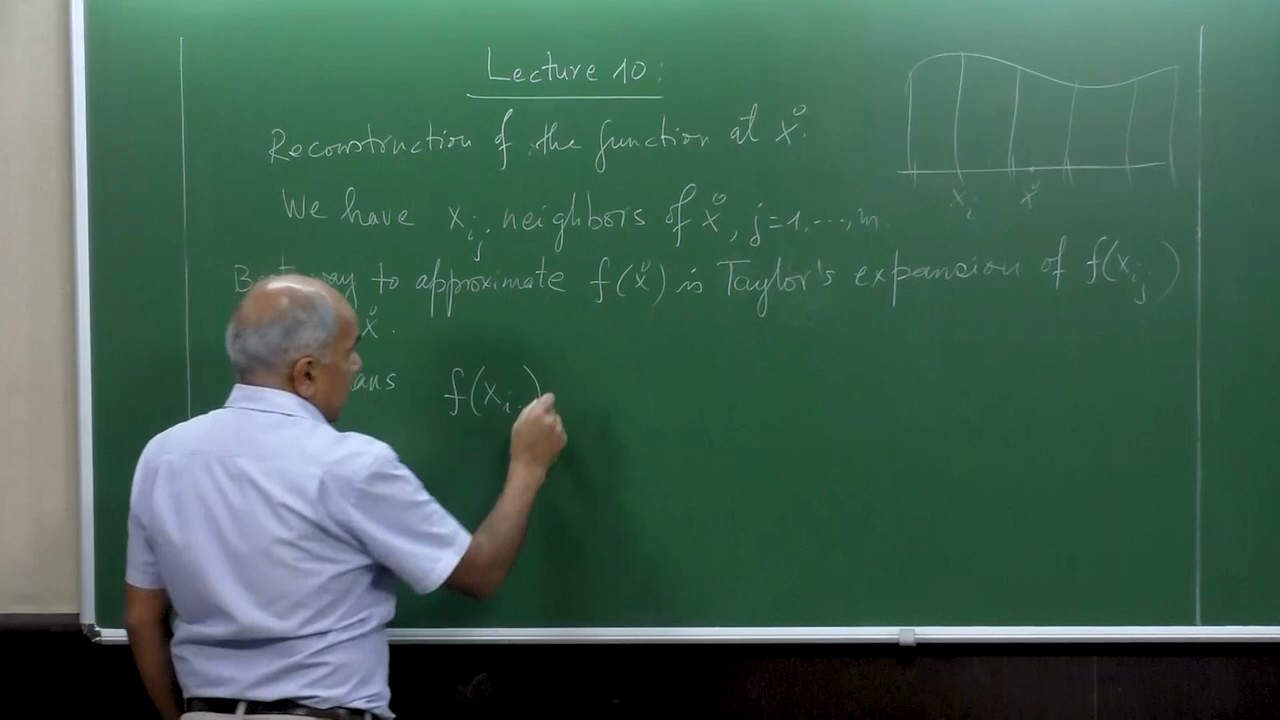 Lecture 10:
Reconstruction of the function at x̊.
We have x_{i_j} neighbors of x̊, j=1,...,m.
way to approximate f(x̊) is Taylor's expansion of f(x_{i_j})
x̊.
f(x_i.)
x_i x̊